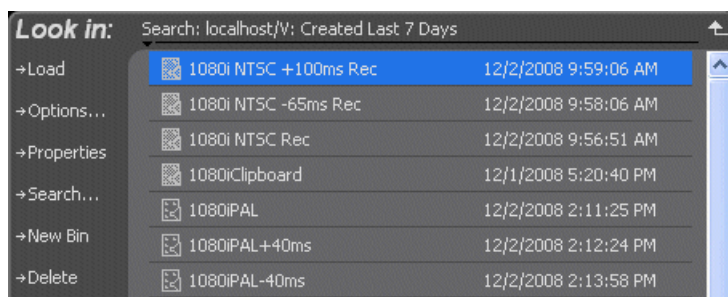 Look in: Search: localhost/V: Created Last 7 Days
→Load 1080i NTSC +100ms Rec 12/2/2008 9:59:06 AM
→Options... 1080i NTSC -65ms Rec 12/2/2008 9:58:06 AM
1080i NTSC Rec 12/2/2008 9:56:51 AM
→Properties
1080iClipboard 12/1/2008 5:20:40 PM
→Search...
1080iPAL 12/2/2008 2:11:25 PM
→New Bin 1080iPAL+40ms 12/2/2008 2:12:24 PM
→Delete 1080iPAL-40ms 12/2/2008 2:13:58 PM